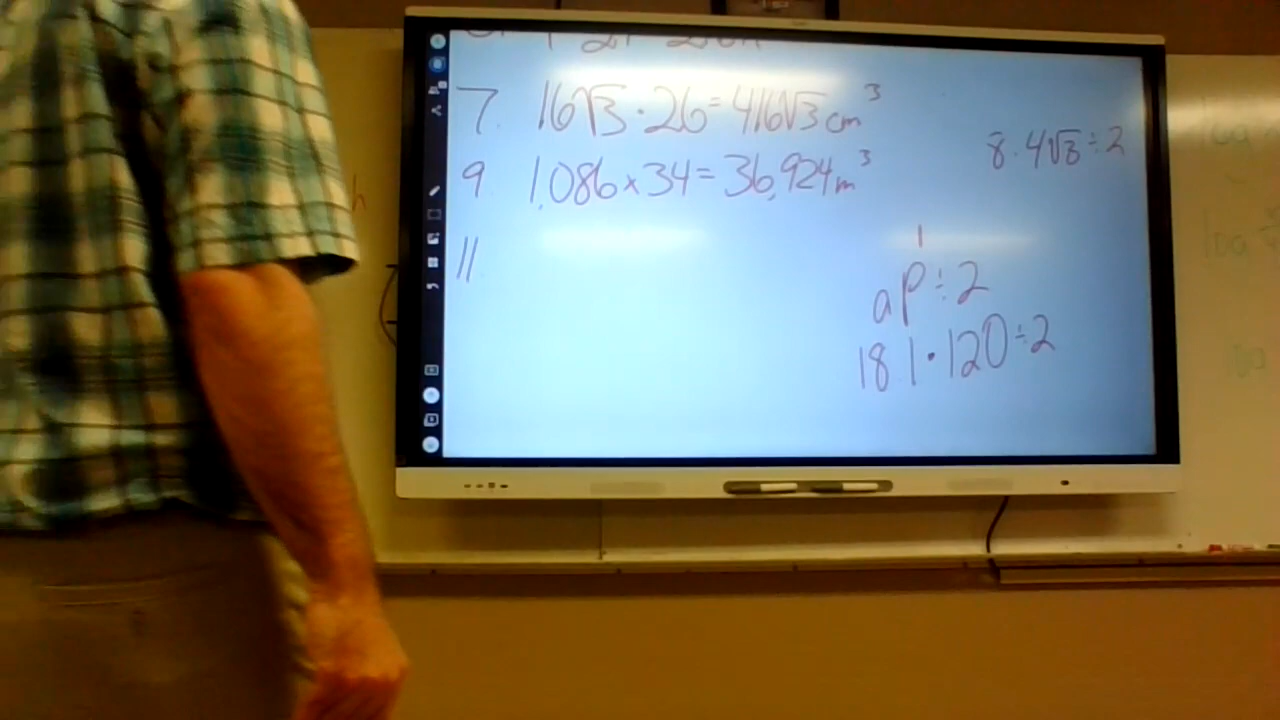 7. 16√3 · 26 = 416√3 cm³
8 · 4√3 ÷ 2
9 1,086 x 34 = 36,924 m³
11
ap ÷ 2
18.1 · 120 ÷ 2